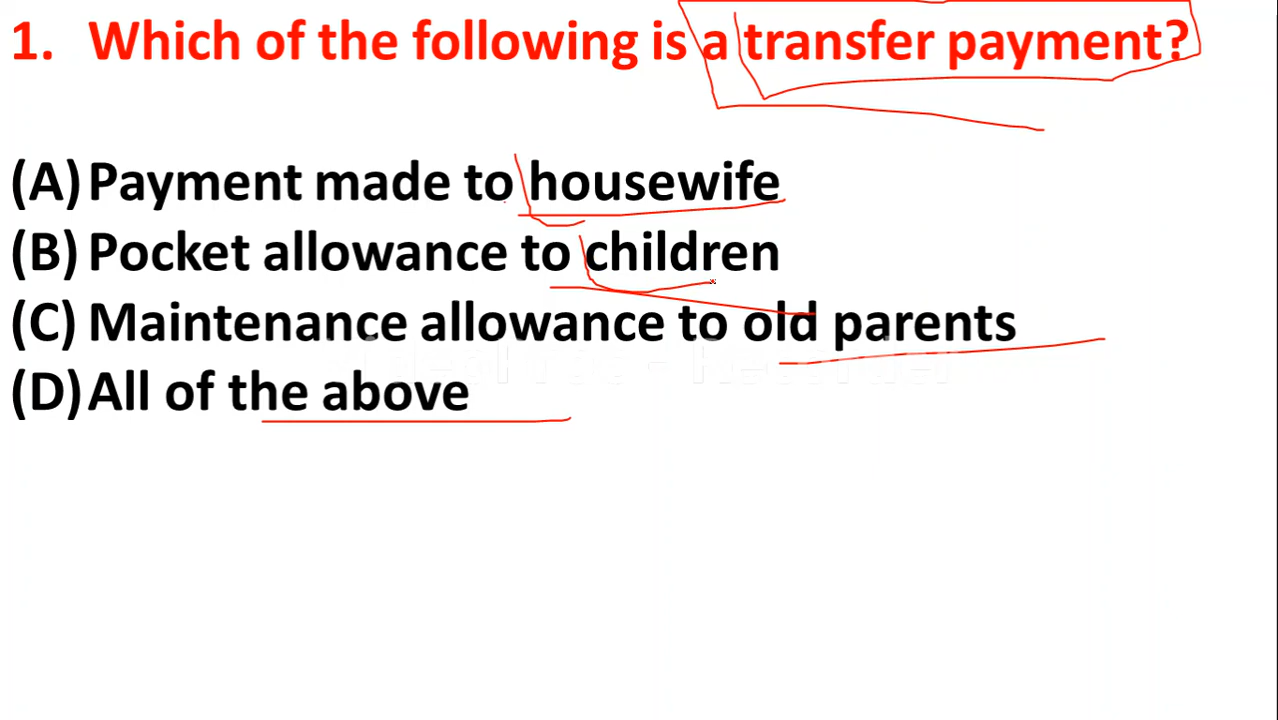 1. Which of the following is a transfer payment?
(A) Payment made to housewife
(B) Pocket allowance to children
(C) Maintenance allowance to old parents
(D) All of the above